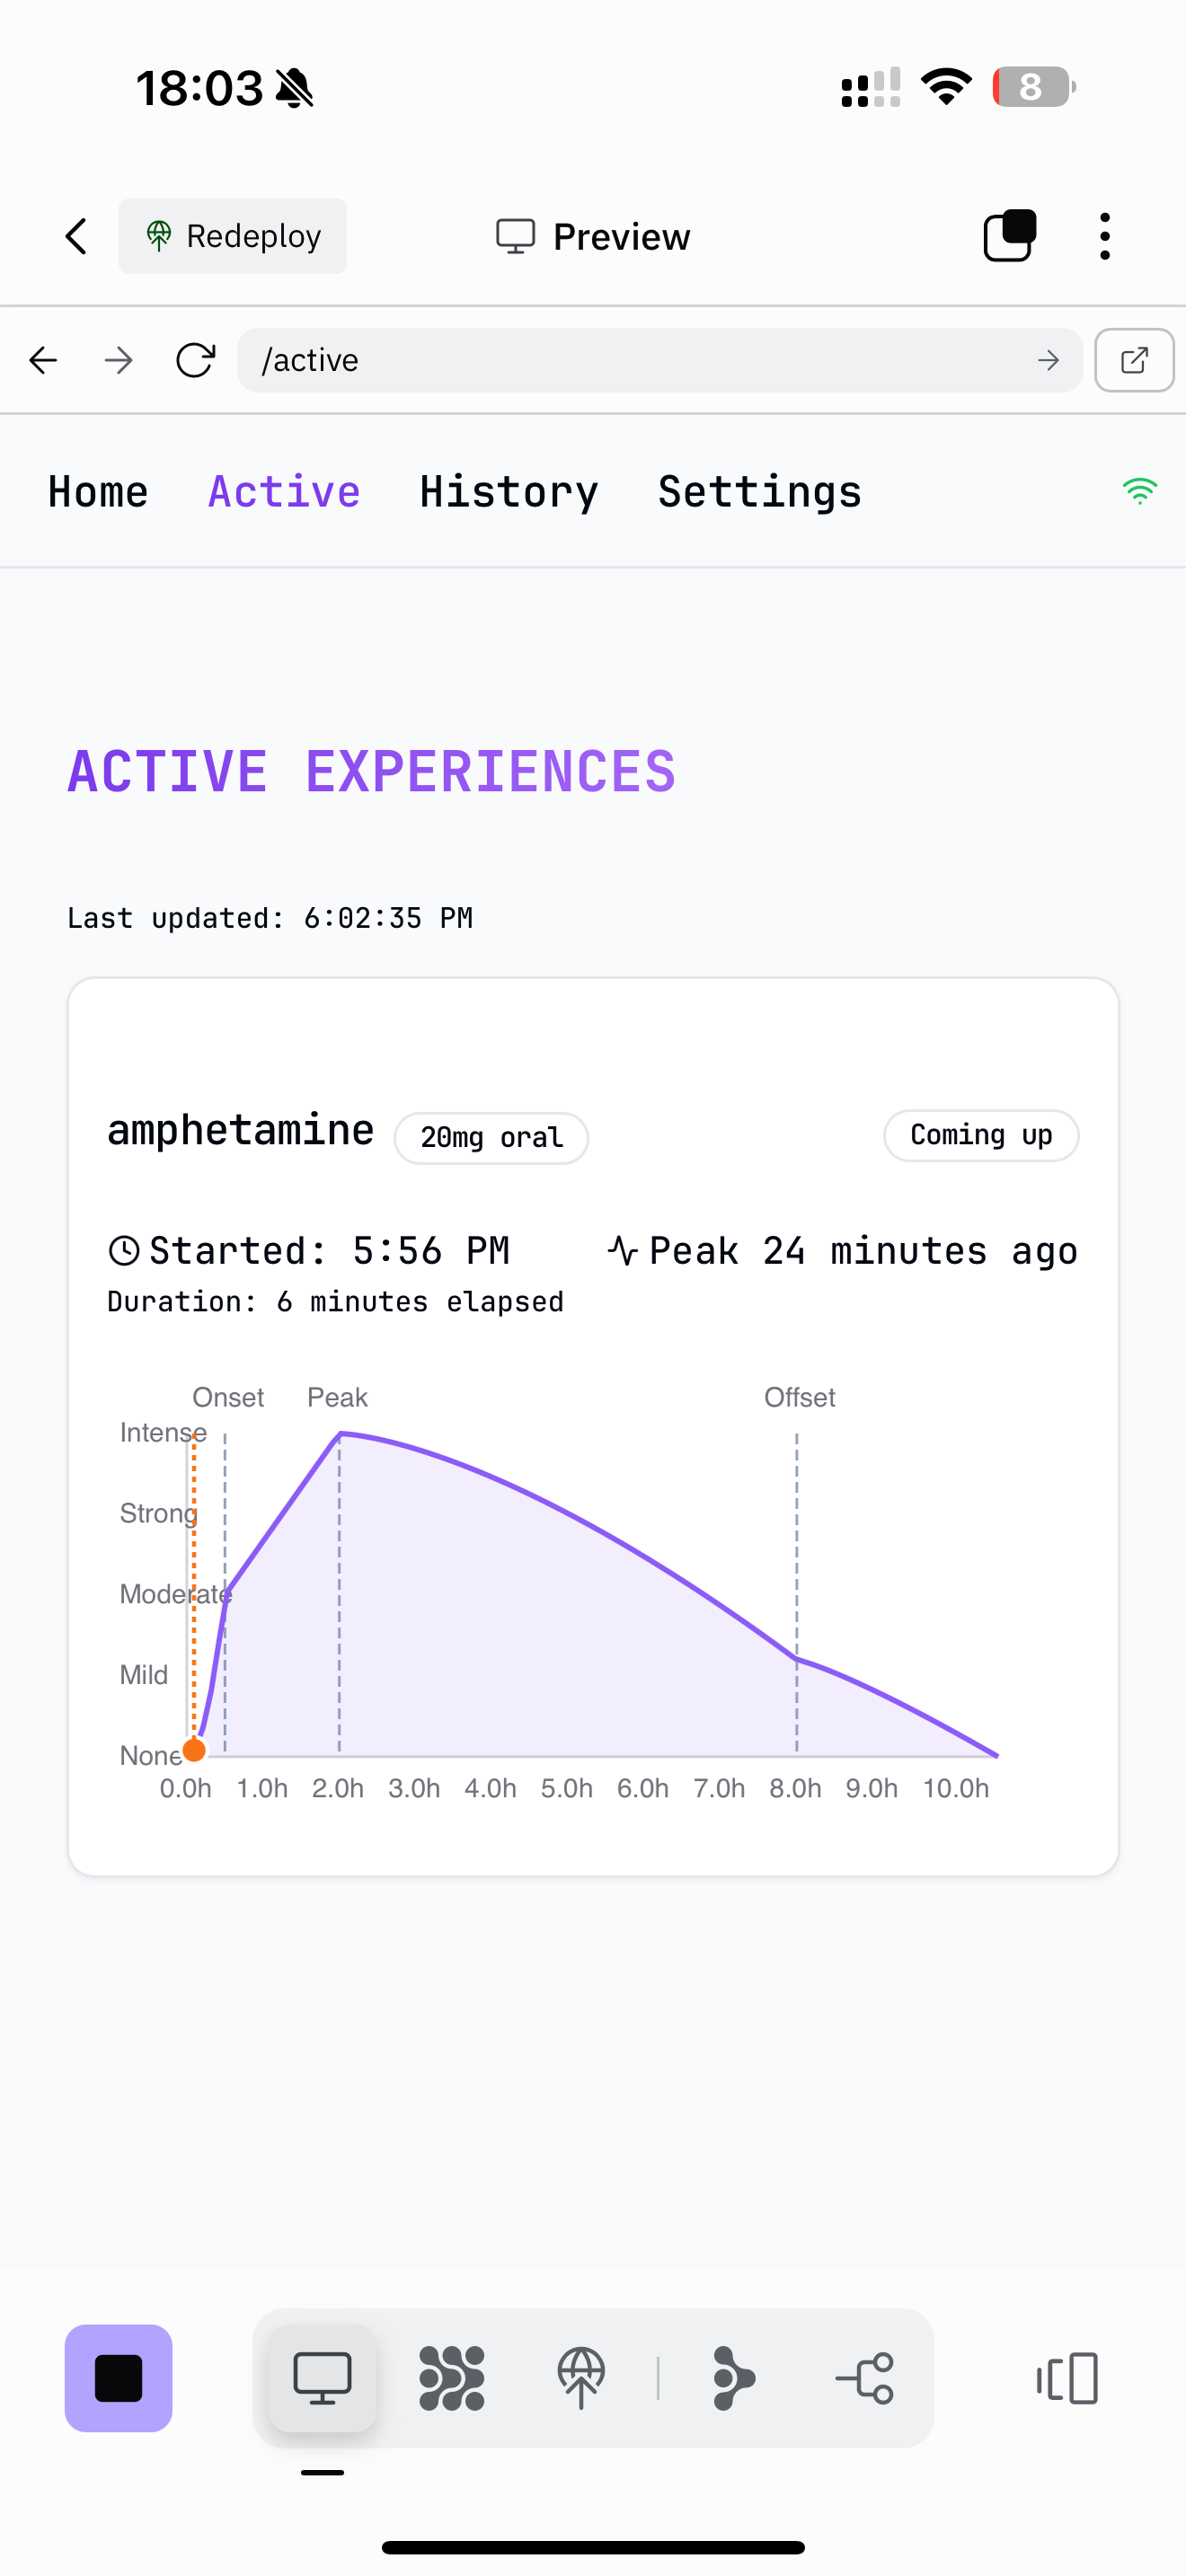 18:03
8
Redeploy
Preview
/active
Home Active History Settings
ACTIVE EXPERIENCES
Last updated: 6:02:35 PM
amphetamine 20mg oral Coming up
Started: 5:56 PM Peak 24 minutes ago
Duration: 6 minutes elapsed
Onset Peak Offset
Intense
Strong
Moderate
Mild
None
0.0h 1.0h 2.0h 3.0h 4.0h 5.0h 6.0h 7.0h 8.0h 9.0h 10.0h